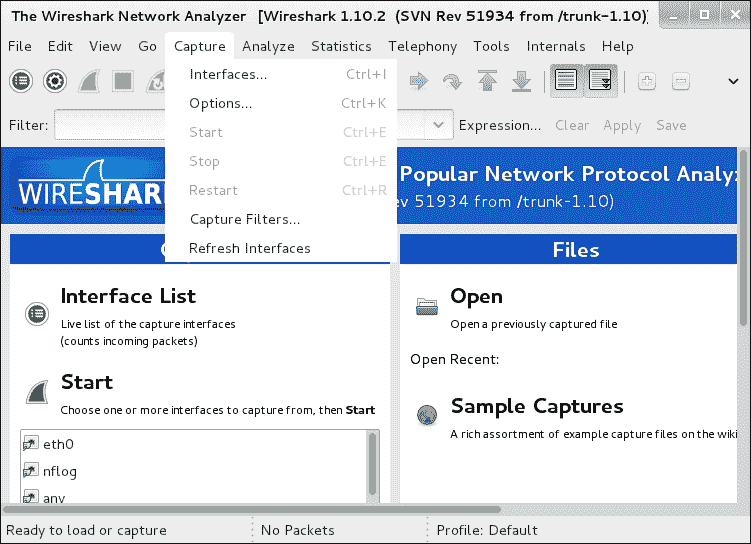 The Wireshark Network Analyzer [Wireshark 1.10.2 (SVN Rev 51934 from /trunk-1.10)]
File Edit View Go Capture Analyze Statistics Telephony Tools Internals Help
Interfaces... Ctrl+I
Options... Ctrl+K
Start Ctrl+E
Stop Ctrl+E
Restart Ctrl+R
Capture Filters...
Refresh Interfaces
Filter: Expression... Clear Apply Save
WIRESHAR
Popular Network Protocol Analyz
ev 51934 from /trunk-1.10)
Files
Interface List
Live list of the capture interfaces
(counts incoming packets)
Start
Choose one or more interfaces to capture from, then Start
eth0
nflog
any
Open
Open a previously captured file
Open Recent:
Sample Captures
A rich assortment of example capture files on the wiki
Ready to load or capture No Packets Profile: Default